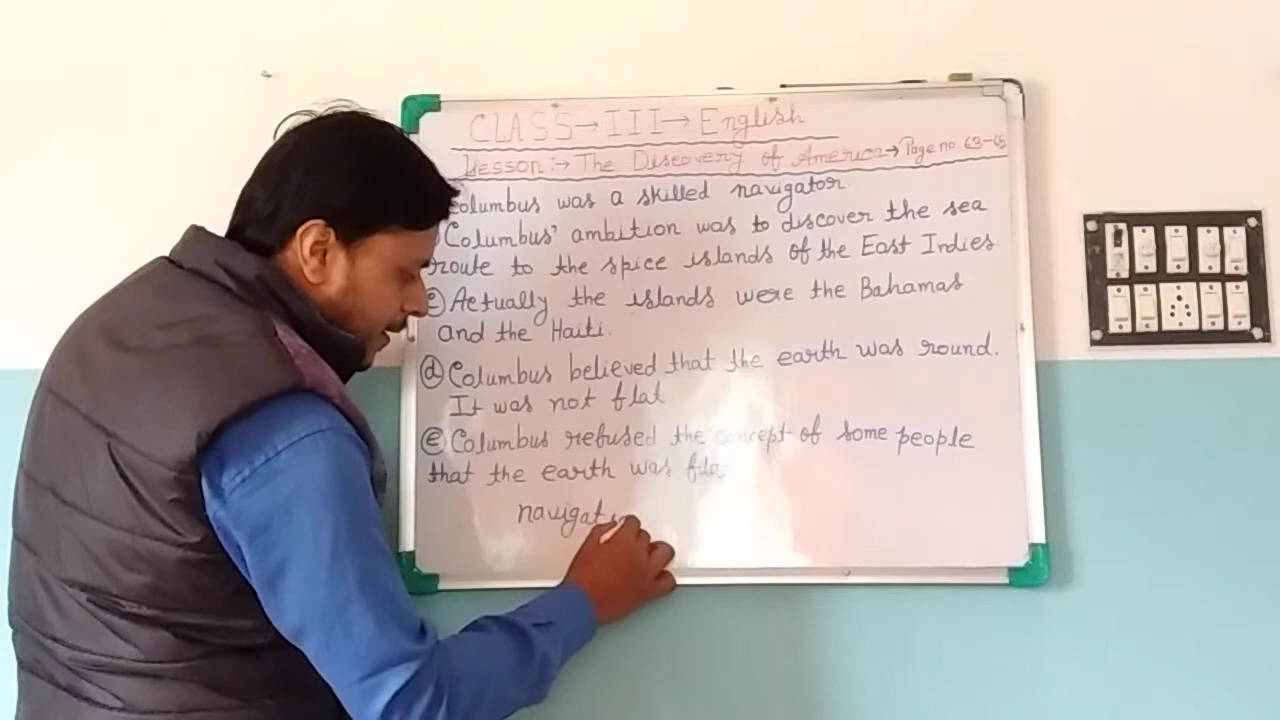 CLASS → III → English
Lesson :→ The Discovery of America → Page no 63-65
Columbus was a skilled navigator
Columbus' ambition was to discover the sea
route to the spice islands of the East Indies
(c) Actually the islands were the Bahamas
and the Haiti.
(d) Columbus believed that the earth was round.
It was not flat
(e) Columbus refused the concept of some people
that the earth was fla